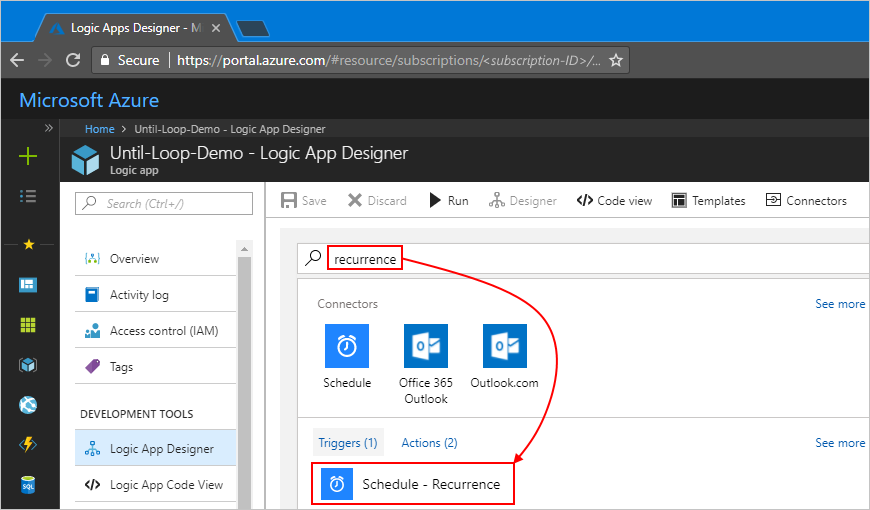 Logic Apps Designer - M
Secure
https://portal.azure.com/#resource/subscriptions/<subscription-ID>/...
Microsoft Azure
Home > Until-Loop-Demo - Logic App Designer
Until-Loop-Demo - Logic App Designer
Logic app
Search (Ctrl+/)
Overview
Activity log
Access control (IAM)
Tags
DEVELOPMENT TOOLS
Logic App Designer
Logic App Code View
SQL
Save Discard Run Designer Code view Templates Connectors
recurrence
Connectors See more
Schedule
Office 365
Outlook
Outlook.com
Triggers (1) Actions (2) See more
Schedule - Recurrence